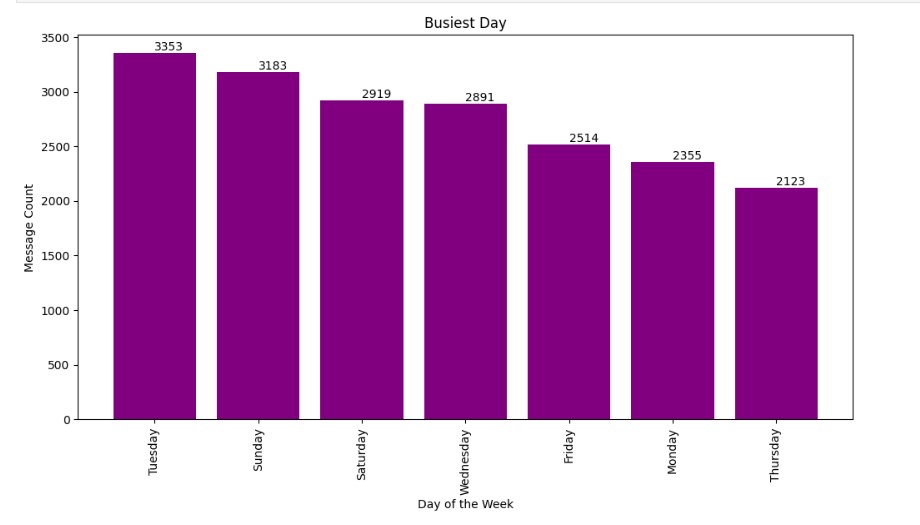 Busiest Day
3500
3000
2500
2000
1500
1000
500
0
Message Count
3353
3183
2919
2891
2514
2355
2123
Tuesday
Sunday
Saturday
Wednesday
Friday
Monday
Thursday
Day of the Week